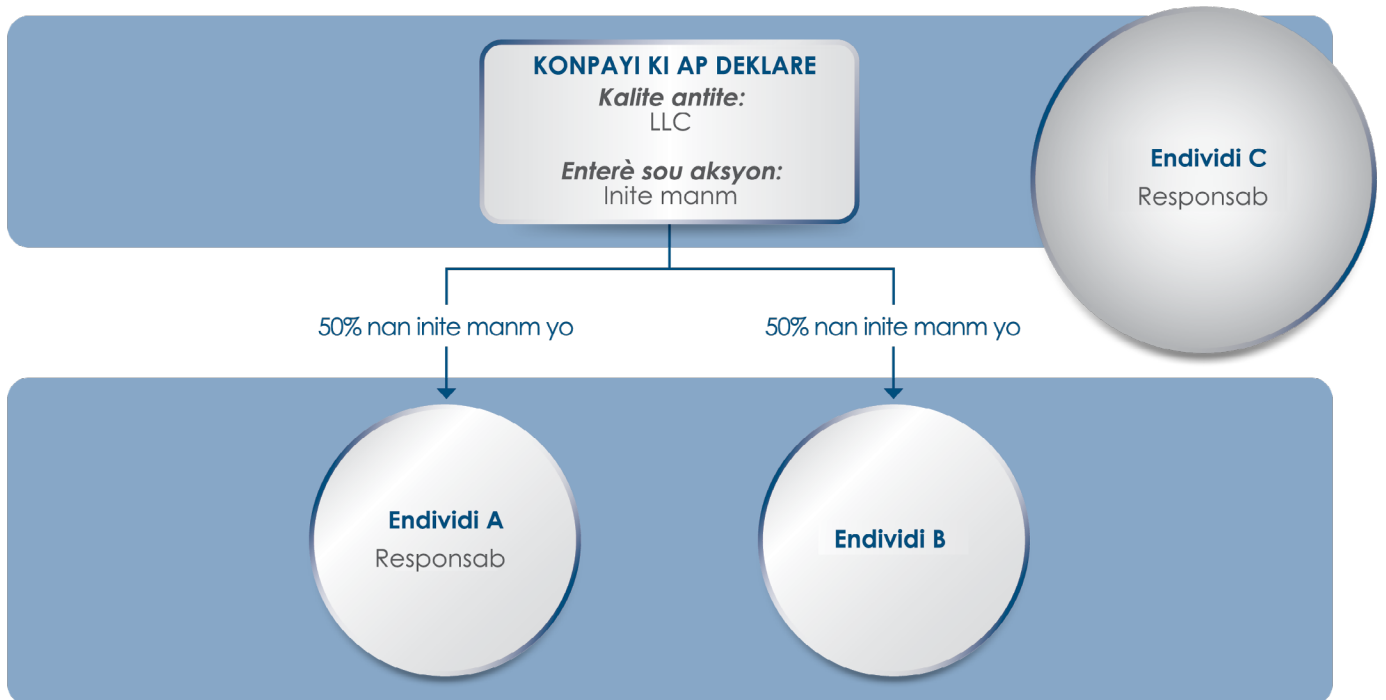 KONPAYI KI AP DEKLARE
Kalite antite:
LLC
Enterè sou aksyon:
Inite manm
Endividi C
Responsab
50% nan inite manm yo
50% nan inite manm yo
Endividi A
Responsab
Endividi B